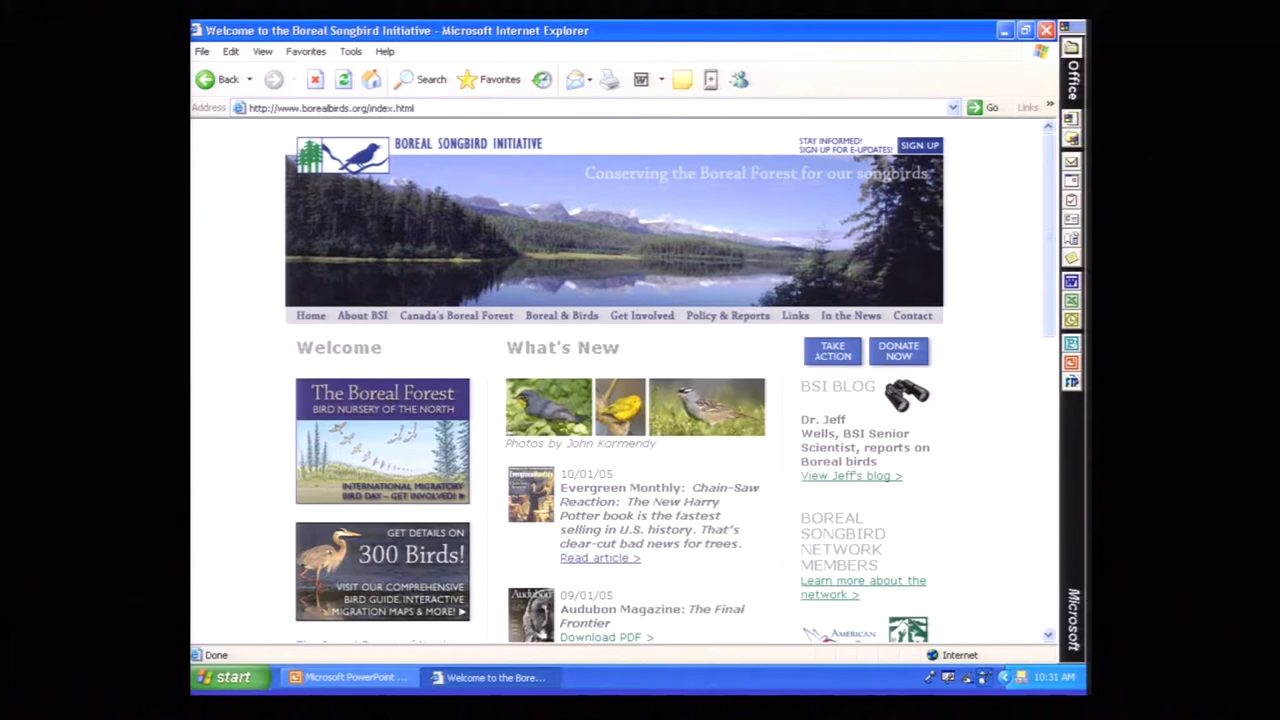 Welcome to the Boreal Songbird Initiative - Microsoft Internet Explorer
File Edit View Favorites Tools Help
Back Search Favorites
Address http://www.borealbirds.org/index.html Go Links »
Office
BOREAL SONGBIRD INITIATIVE
STAY INFORMED!
SIGN UP FOR E-UPDATES! SIGN UP
Conserving the Boreal Forest for our songbirds.
Home About BSI Canada's Boreal Forest Boreal & Birds Get Involved Policy & Reports Links In the News Contact
Welcome
The Boreal Forest
BIRD NURSERY OF THE NORTH
INTERNATIONAL MIGRATORY
BIRD DAY – GET INVOLVED!
GET DETAILS ON
300 Birds!
VISIT OUR COMPREHENSIVE
BIRD GUIDE, INTERACTIVE
MIGRATION MAPS & MORE!
What's New
Photos by John Kormendy
10/01/05
Evergreen Monthly: Chain-Saw
Reaction: The New Harry
Potter book is the fastest
selling in U.S. history. That's
clear-cut bad news for trees.
Read article >
Audubon
09/01/05
Audubon Magazine: The Final
Frontier
Download PDF >
TAKE
ACTION
DONATE
NOW
BSI BLOG
Dr. Jeff
Wells, BSI Senior
Scientist, reports on
Boreal birds
View Jeff's blog >
BOREAL
SONGBIRD
NETWORK
MEMBERS
Learn more about the
network >
AMERICAN
Microsoft
Done Internet
start Microsoft PowerPoint ... Welcome to the Bore... 10:31 AM